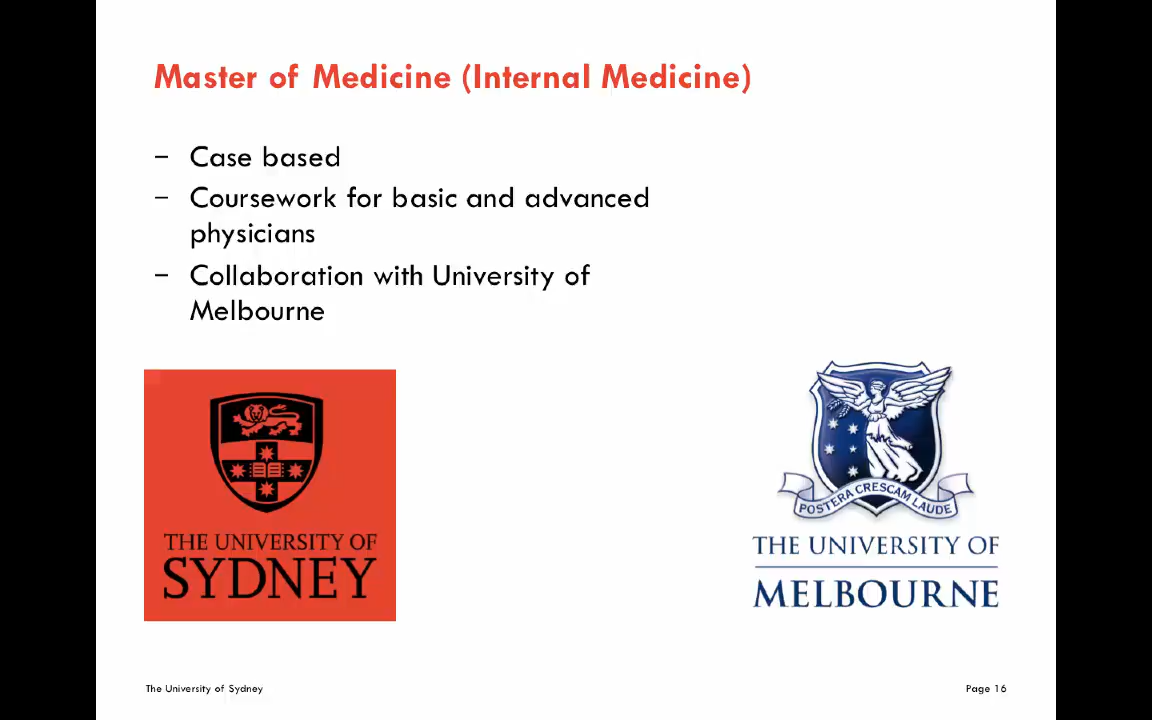 Master of Medicine (Internal Medicine)
– Case based
– Coursework for basic and advanced
physicians
– Collaboration with University of
Melbourne
THE UNIVERSITY OF
SYDNEY
POSTERA CRESCAM LAUDE
THE UNIVERSITY OF
MELBOURNE
The University of Sydney
Page 16